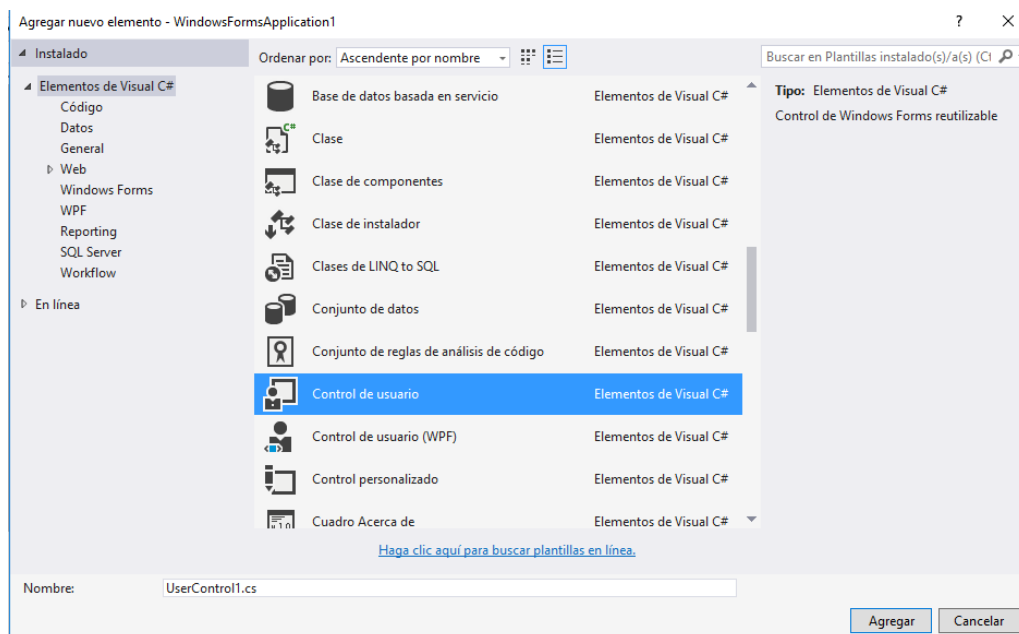 Agregar nuevo elemento - WindowsFormsApplication1
? ×
Instalado
Elementos de Visual C#
Código
Datos
General
Web
Windows Forms
WPF
Reporting
SQL Server
Workflow
En línea
Ordenar por: Ascendente por nombre
Base de datos basada en servicio Elementos de Visual C#
Clase Elementos de Visual C#
Clase de componentes Elementos de Visual C#
Clase de instalador Elementos de Visual C#
Clases de LINQ to SQL Elementos de Visual C#
Conjunto de datos Elementos de Visual C#
Conjunto de reglas de análisis de código Elementos de Visual C#
Control de usuario Elementos de Visual C#
Control de usuario (WPF) Elementos de Visual C#
Control personalizado Elementos de Visual C#
Cuadro Acerca de Elementos de Visual C#
Haga clic aquí para buscar plantillas en línea.
Buscar en Plantillas instalado(s)/a(s) (Ct
Tipo: Elementos de Visual C#
Control de Windows Forms reutilizable
Nombre: UserControl1.cs
Agregar Cancelar